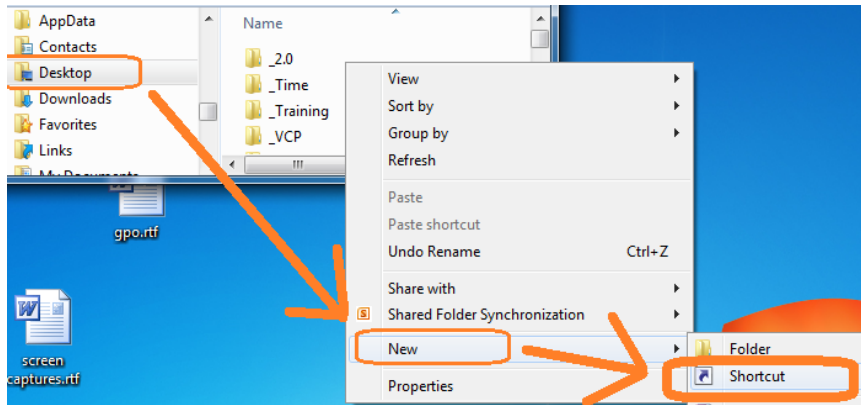 AppData
Contacts
Desktop
Downloads
Favorites
Links
My Documents
Name
_2.0
_Time
_Training
_VCP
gpo.rtf
screen
captures.rtf
View
Sort by
Group by
Refresh
Paste
Paste shortcut
Undo Rename Ctrl+Z
Share with
S Shared Folder Synchronization
New
Properties
Folder
Shortcut